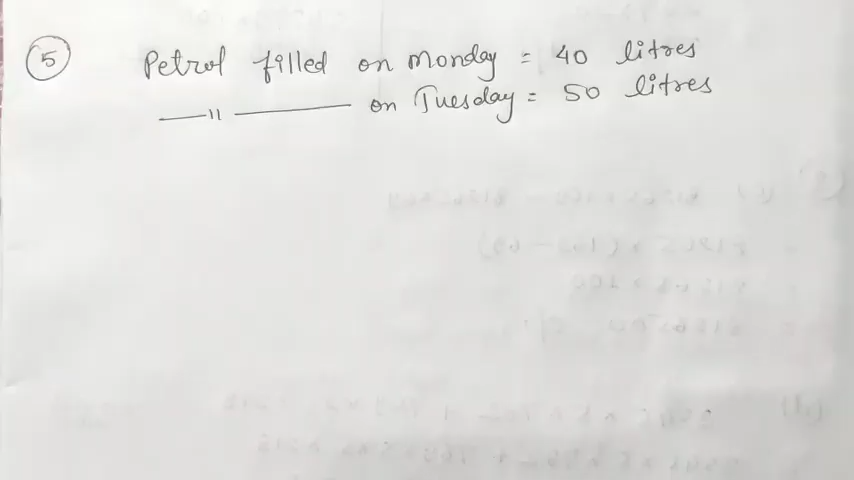 5 Petrol filled on Monday = 40 litres
—"— on Tuesday = 50 litres